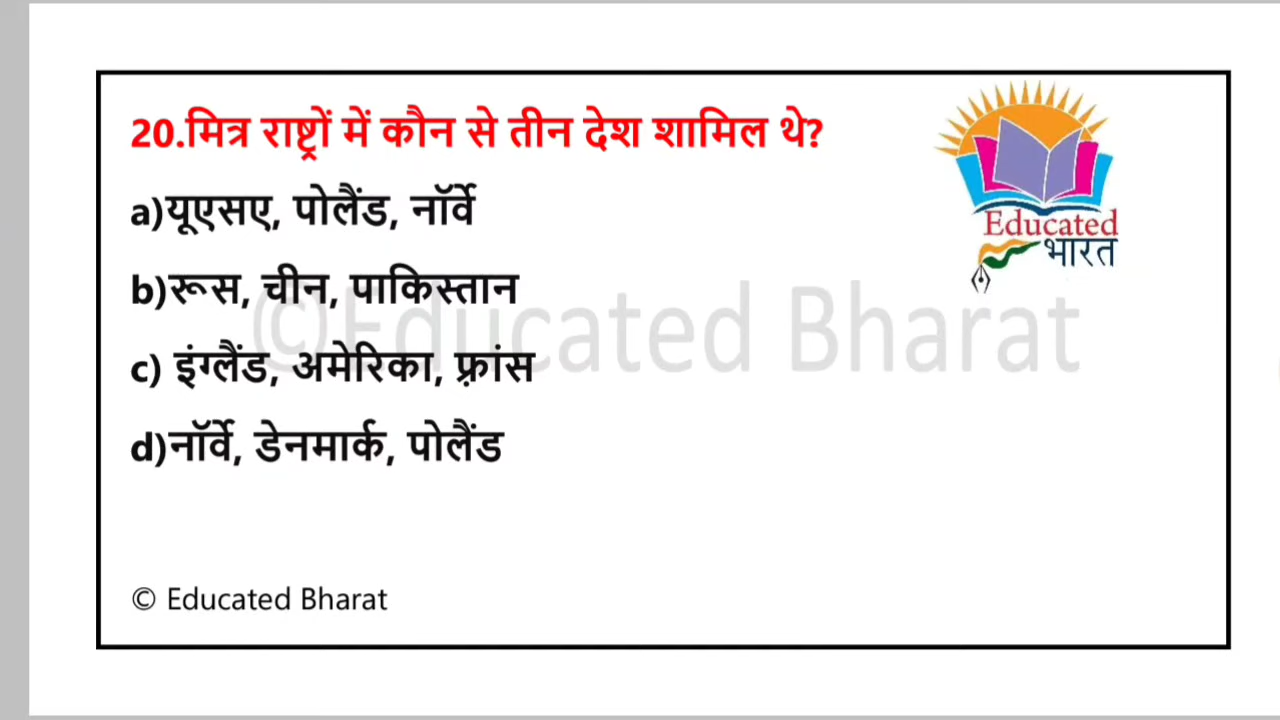 20.मित्र राष्ट्रों में कौन से तीन देश शामिल थे?
a)यूएसए, पोलैंड, नॉर्वे
b)रूस, चीन, पाकिस्तान
c) इंग्लैंड, अमेरिका, फ़्रांस
d)नॉर्वे, डेनमार्क, पोलैंड
Educated
भारत
©Educated Bharat
© Educated Bharat